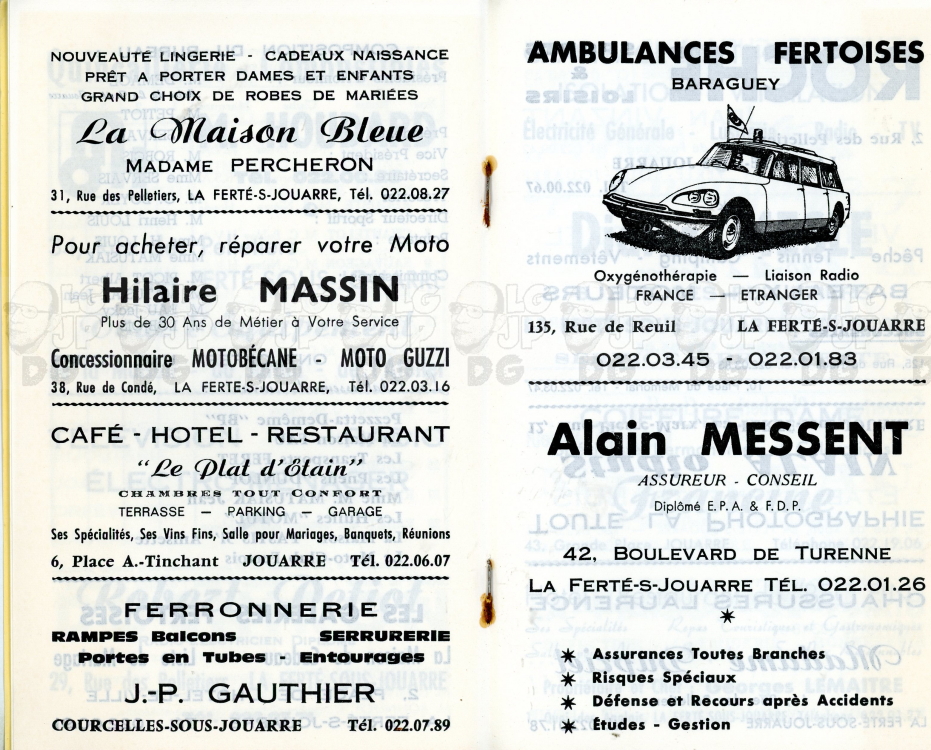 NOUVEAUTÉ LINGERIE - CADEAUX NAISSANCE
PRÊT A PORTER DAMES ET ENFANTS
GRAND CHOIX DE ROBES DE MARIÉES
La Maison Bleue
MADAME PERCHERON
31, Rue des Pelletiers, LA FERTÉ-S-JOUARRE, Tél. 022.08.27
Pour acheter, réparer votre Moto
Hilaire MASSIN
Plus de 30 Ans de Métier à Votre Service
Concessionnaire MOTOBÉCANE - MOTO GUZZI
38, Rue de Condé, LA FERTE-S-JOUARRE, Tél. 022.03.16
CAFÉ - HOTEL - RESTAURANT
"Le Plat d'Étain"
CHAMBRES TOUT CONFORT
TERRASSE — PARKING — GARAGE
Ses Spécialités, Ses Vins Fins, Salle pour Mariages, Banquets, Réunions
6, Place A.-Tinchant JOUARRE Tél. 022.06.07
FERRONNERIE
RAMPES Balcons SERRURERIE
Portes en Tubes - Entourages
J.-P. GAUTHIER
COURCELLES-SOUS-JOUARRE Tél. 022.07.89
AMBULANCES FERTOISES
BARAGUEY
Oxygénothérapie — Liaison Radio
FRANCE — ETRANGER
135, Rue de Reuil LA FERTÉ-S-JOUARRE
022.03.45 - 022.01.83
Alain MESSENT
ASSUREUR - CONSEIL
Diplômé E.P.A. & F.D.P.
42, BOULEVARD DE TURENNE
LA FERTÉ-S-JOUARRE TÉL. 022.01.26
Assurances Toutes Branches
Risques Spéciaux
Défense et Recours après Accidents
Études - Gestion